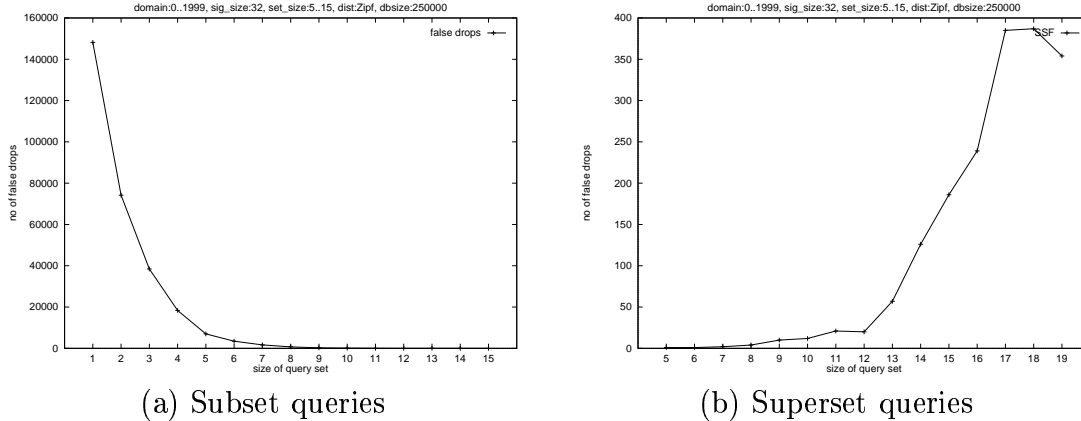 domain:0..1999, sig_size:32, set_size:5..15, dist:Zipf, dbsize:250000
160000
140000
120000
100000
80000
60000
40000
20000
0
no of false drops
false drops
1 2 3 4 5 6 7 8 9 10 11 12 13 14 15
size of query set
(a) Subset queries
domain:0..1999, sig_size:32, set_size:5..15, dist:Zipf, dbsize:250000
400
350
300
250
200
150
100
50
0
no of false drops
SSF
5 6 7 8 9 10 11 12 13 14 15 16 17 18 19
size of query set
(b) Superset queries